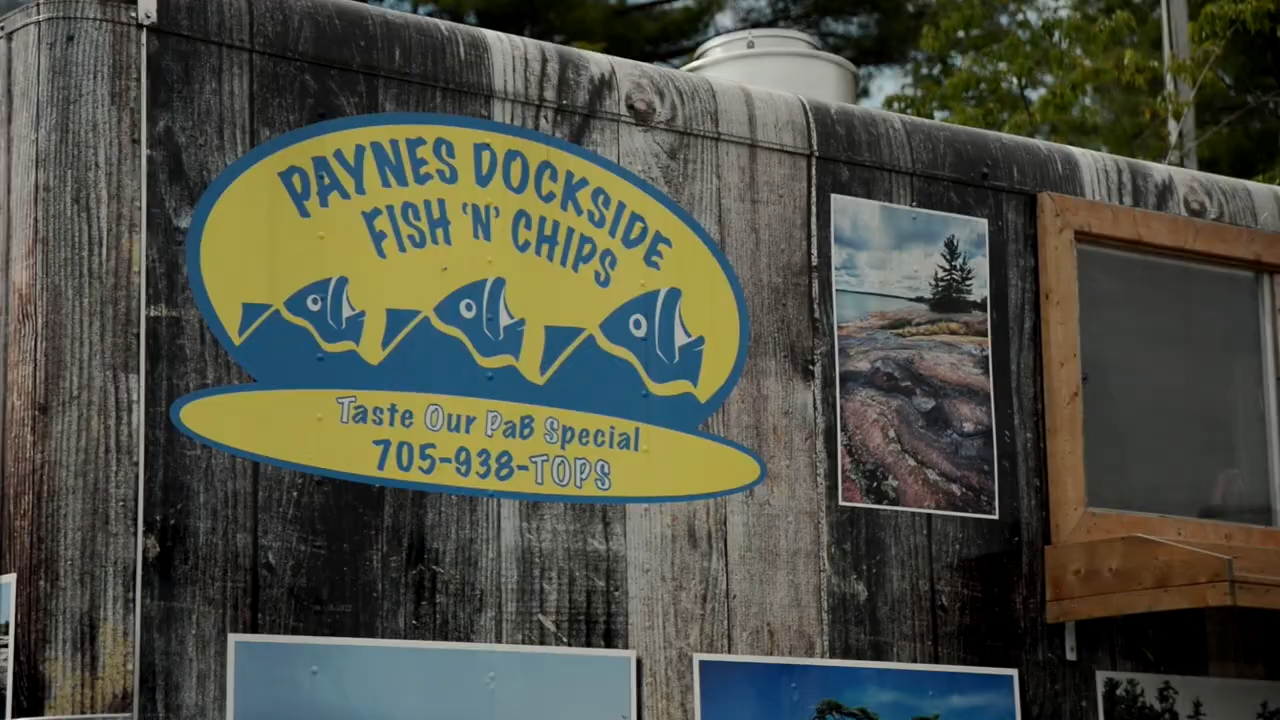 PAYNES DOCKSIDE
FISH 'N' CHIPS
Taste Our PaB Special
705-938-TOPS